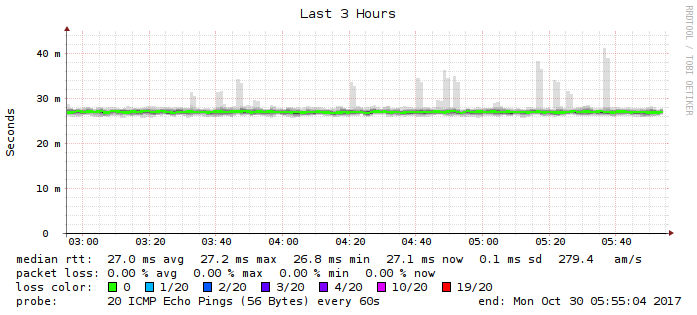 Last 3 Hours
RRDTOOL / TOBI OETIKER
Seconds
40 m
30 m
20 m
10 m
0
03:00 03:20 03:40 04:00 04:20 04:40 05:00 05:20 05:40
median rtt: 27.0 ms avg 27.2 ms max 26.8 ms min 27.1 ms now 0.1 ms sd 279.4 am/s
packet loss: 0.00 % avg 0.00 % max 0.00 % min 0.00 % now
loss color: 0 1/20 2/20 3/20 4/20 10/20 19/20
probe: 20 ICMP Echo Pings (56 Bytes) every 60s end: Mon Oct 30 05:55:04 2017